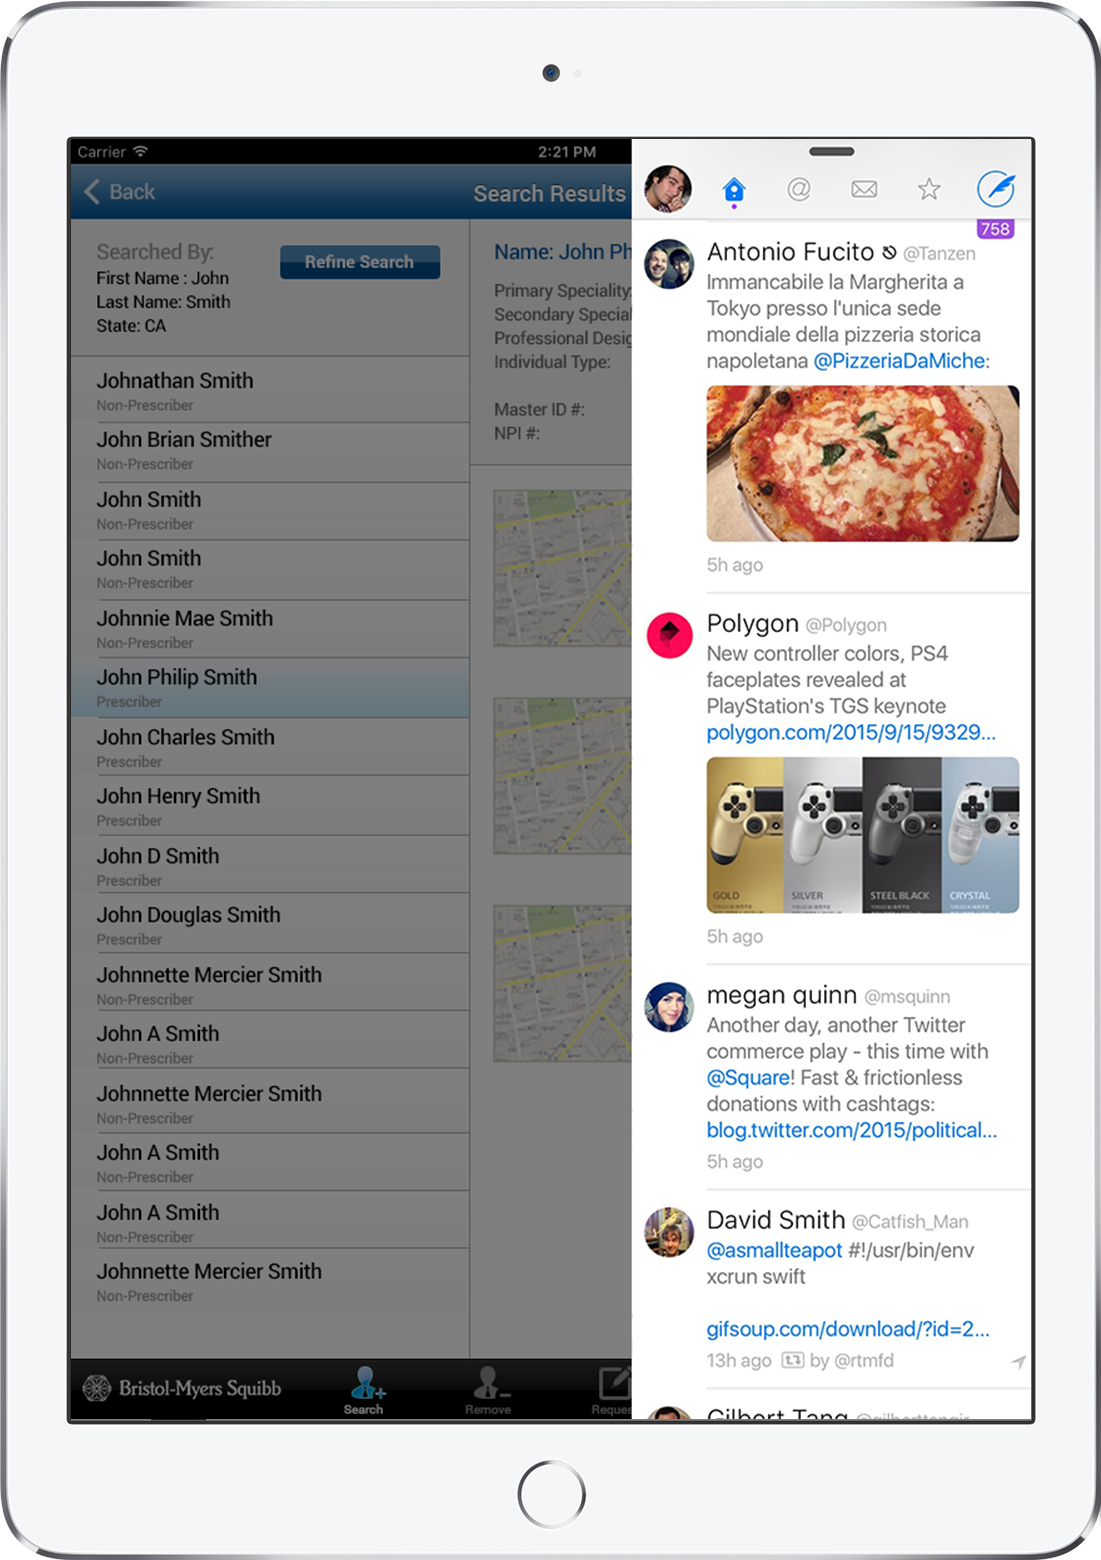 Carrier
2:21 PM
Back
Search Results
Searched By:
First Name : John
Last Name: Smith
State: CA
Refine Search
Johnathan Smith
Non-Prescriber
John Brian Smither
Non-Prescriber
John Smith
Non-Prescriber
John Smith
Non-Prescriber
Johnnie Mae Smith
Non-Prescriber
John Philip Smith
Prescriber
John Charles Smith
Prescriber
John Henry Smith
Prescriber
John D Smith
Prescriber
John Douglas Smith
Prescriber
Johnnette Mercier Smith
Non-Prescriber
John A Smith
Non-Prescriber
Johnnette Mercier Smith
Non-Prescriber
John A Smith
Non-Prescriber
John A Smith
Non-Prescriber
Johnnette Mercier Smith
Non-Prescriber
Name: John Ph
Primary Speciality:
Secondary Special
Professional Desig
Individual Type:
Master ID #:
NPI #:
Bristol-Myers Squibb
Search
Remove
Reque
758
Antonio Fucito @Tanzen
Immancabile la Margherita a
Tokyo presso l'unica sede
mondiale della pizzeria storica
napoletana @PizzeriaDaMiche:
5h ago
Polygon @Polygon
New controller colors, PS4
faceplates revealed at
PlayStation's TGS keynote
polygon.com/2015/9/15/9329...
GOLD
SILVER
STEEL BLACK
CRYSTAL
5h ago
megan quinn @msquinn
Another day, another Twitter
commerce play - this time with
@Square! Fast & frictionless
donations with cashtags:
blog.twitter.com/2015/political...
5h ago
David Smith @Catfish_Man
@asmallteapot #!/usr/bin/env
xcrun swift
gifsoup.com/download/?id=2...
13h ago by @rtmfd
Gilbert Tang